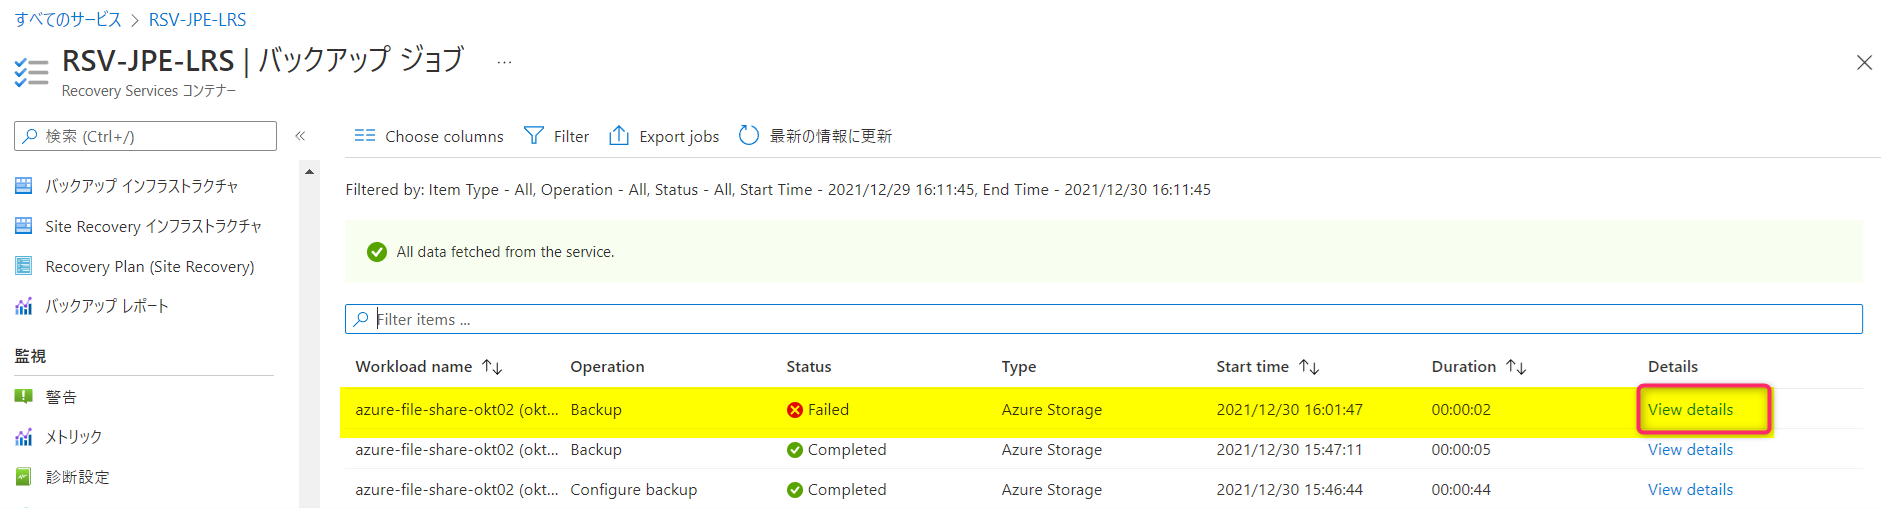 すべてのサービス > RSV-JPE-LRS
RSV-JPE-LRS | バックアップ ジョブ ...
Recovery Services コンテナー
検索 (Ctrl+/) «
Choose columns Filter Export jobs 最新の情報に更新
バックアップ インフラストラクチャ
Site Recovery インフラストラクチャ
Recovery Plan (Site Recovery)
バックアップ レポート
監視
警告
メトリック
診断設定
Filtered by: Item Type - All, Operation - All, Status - All, Start Time - 2021/12/29 16:11:45, End Time - 2021/12/30 16:11:45
All data fetched from the service.
Filter items ...
Workload name ↑↓ Operation Status Type Start time ↑↓ Duration ↑↓ Details
azure-file-share-okt02 (okt... Backup Failed Azure Storage 2021/12/30 16:01:47 00:00:02 View details
azure-file-share-okt02 (okt... Backup Completed Azure Storage 2021/12/30 15:47:11 00:00:05 View details
azure-file-share-okt02 (okt... Configure backup Completed Azure Storage 2021/12/30 15:46:44 00:00:44 View details